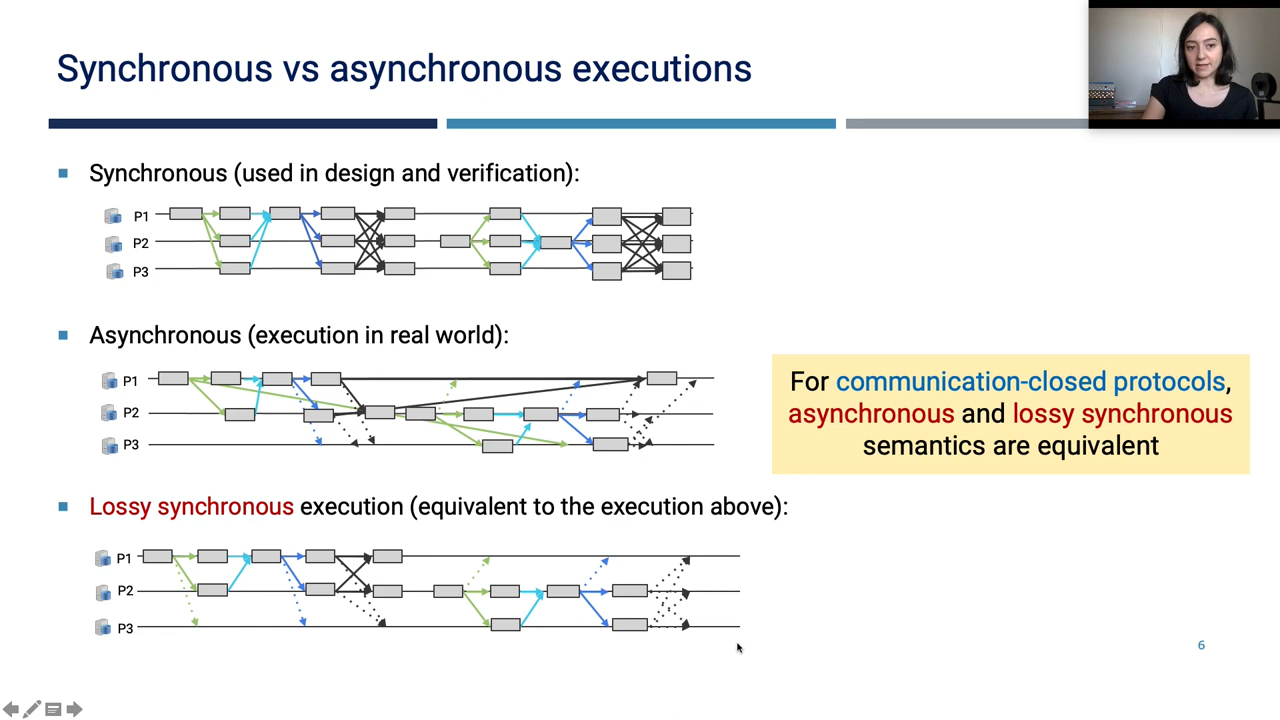 Synchronous vs asynchronous executions
Synchronous (used in design and verification):
P1
P2
P3
Asynchronous (execution in real world):
P1
P2
P3
For communication-closed protocols,
asynchronous and lossy synchronous
semantics are equivalent
Lossy synchronous execution (equivalent to the execution above):
P1
P2
P3
6